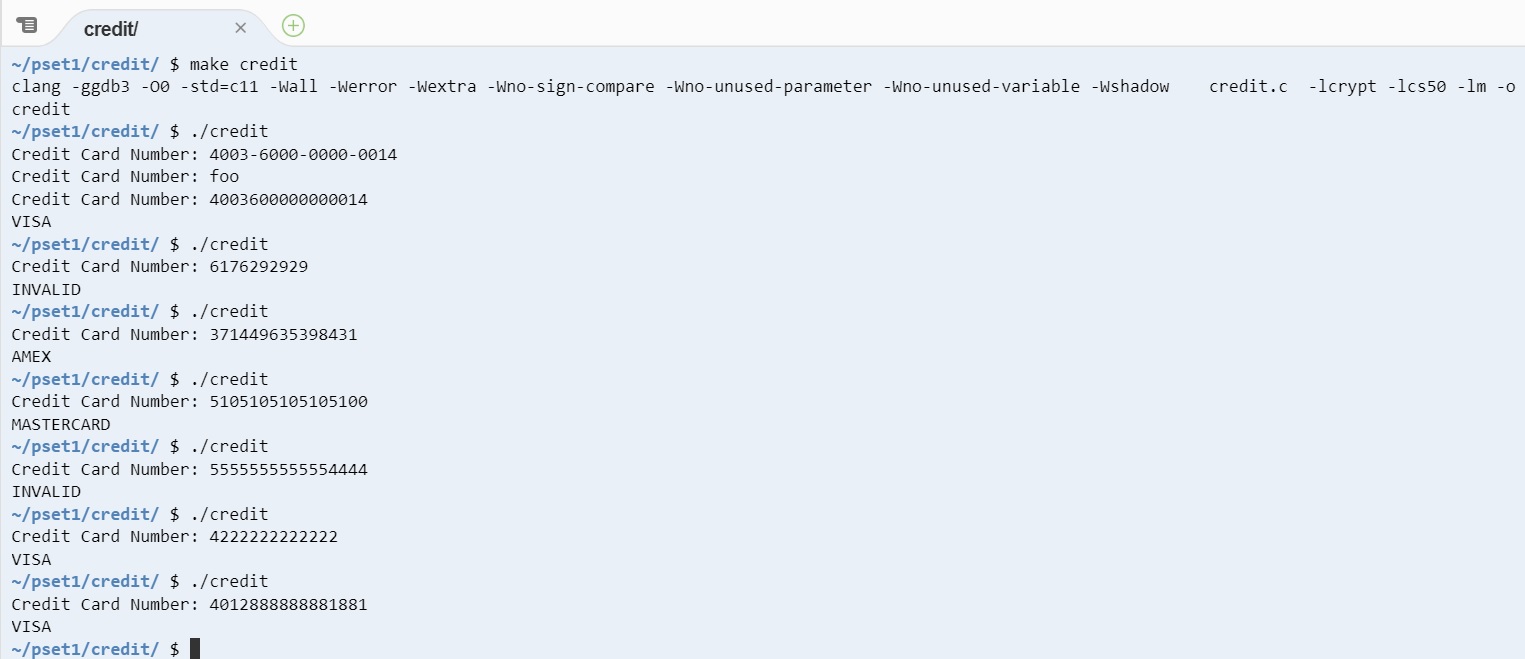 credit/
~/pset1/credit/ $ make credit
clang -ggdb3 -O0 -std=c11 -Wall -Werror -Wextra -Wno-sign-compare -Wno-unused-parameter -Wno-unused-variable -Wshadow    credit.c  -lcrypt -lcs50 -lm -o
credit
~/pset1/credit/ $ ./credit
Credit Card Number: 4003-6000-0000-0014
Credit Card Number: foo
Credit Card Number: 4003600000000014
VISA
~/pset1/credit/ $ ./credit
Credit Card Number: 6176292929
INVALID
~/pset1/credit/ $ ./credit
Credit Card Number: 371449635398431
AMEX
~/pset1/credit/ $ ./credit
Credit Card Number: 5105105105105100
MASTERCARD
~/pset1/credit/ $ ./credit
Credit Card Number: 5555555555554444
INVALID
~/pset1/credit/ $ ./credit
Credit Card Number: 4222222222222
VISA
~/pset1/credit/ $ ./credit
Credit Card Number: 4012888888881881
VISA
~/pset1/credit/ $